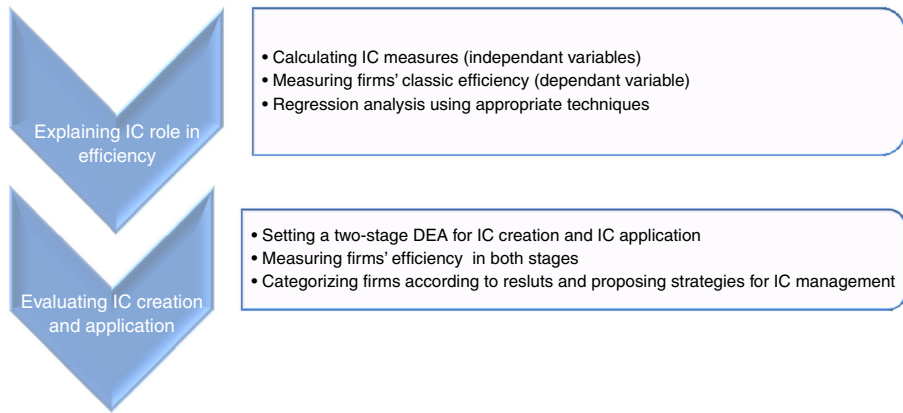 Explaining IC role in
efficiency
• Calculating IC measures (independant variables)
• Measuring firms' classic efficiency (dependant variable)
• Regression analysis using appropriate techniques
Evaluating IC creation
and application
• Setting a two-stage DEA for IC creation and IC application
• Measuring firms' efficiency in both stages
• Categorizing firms according to resluts and proposing strategies for IC management